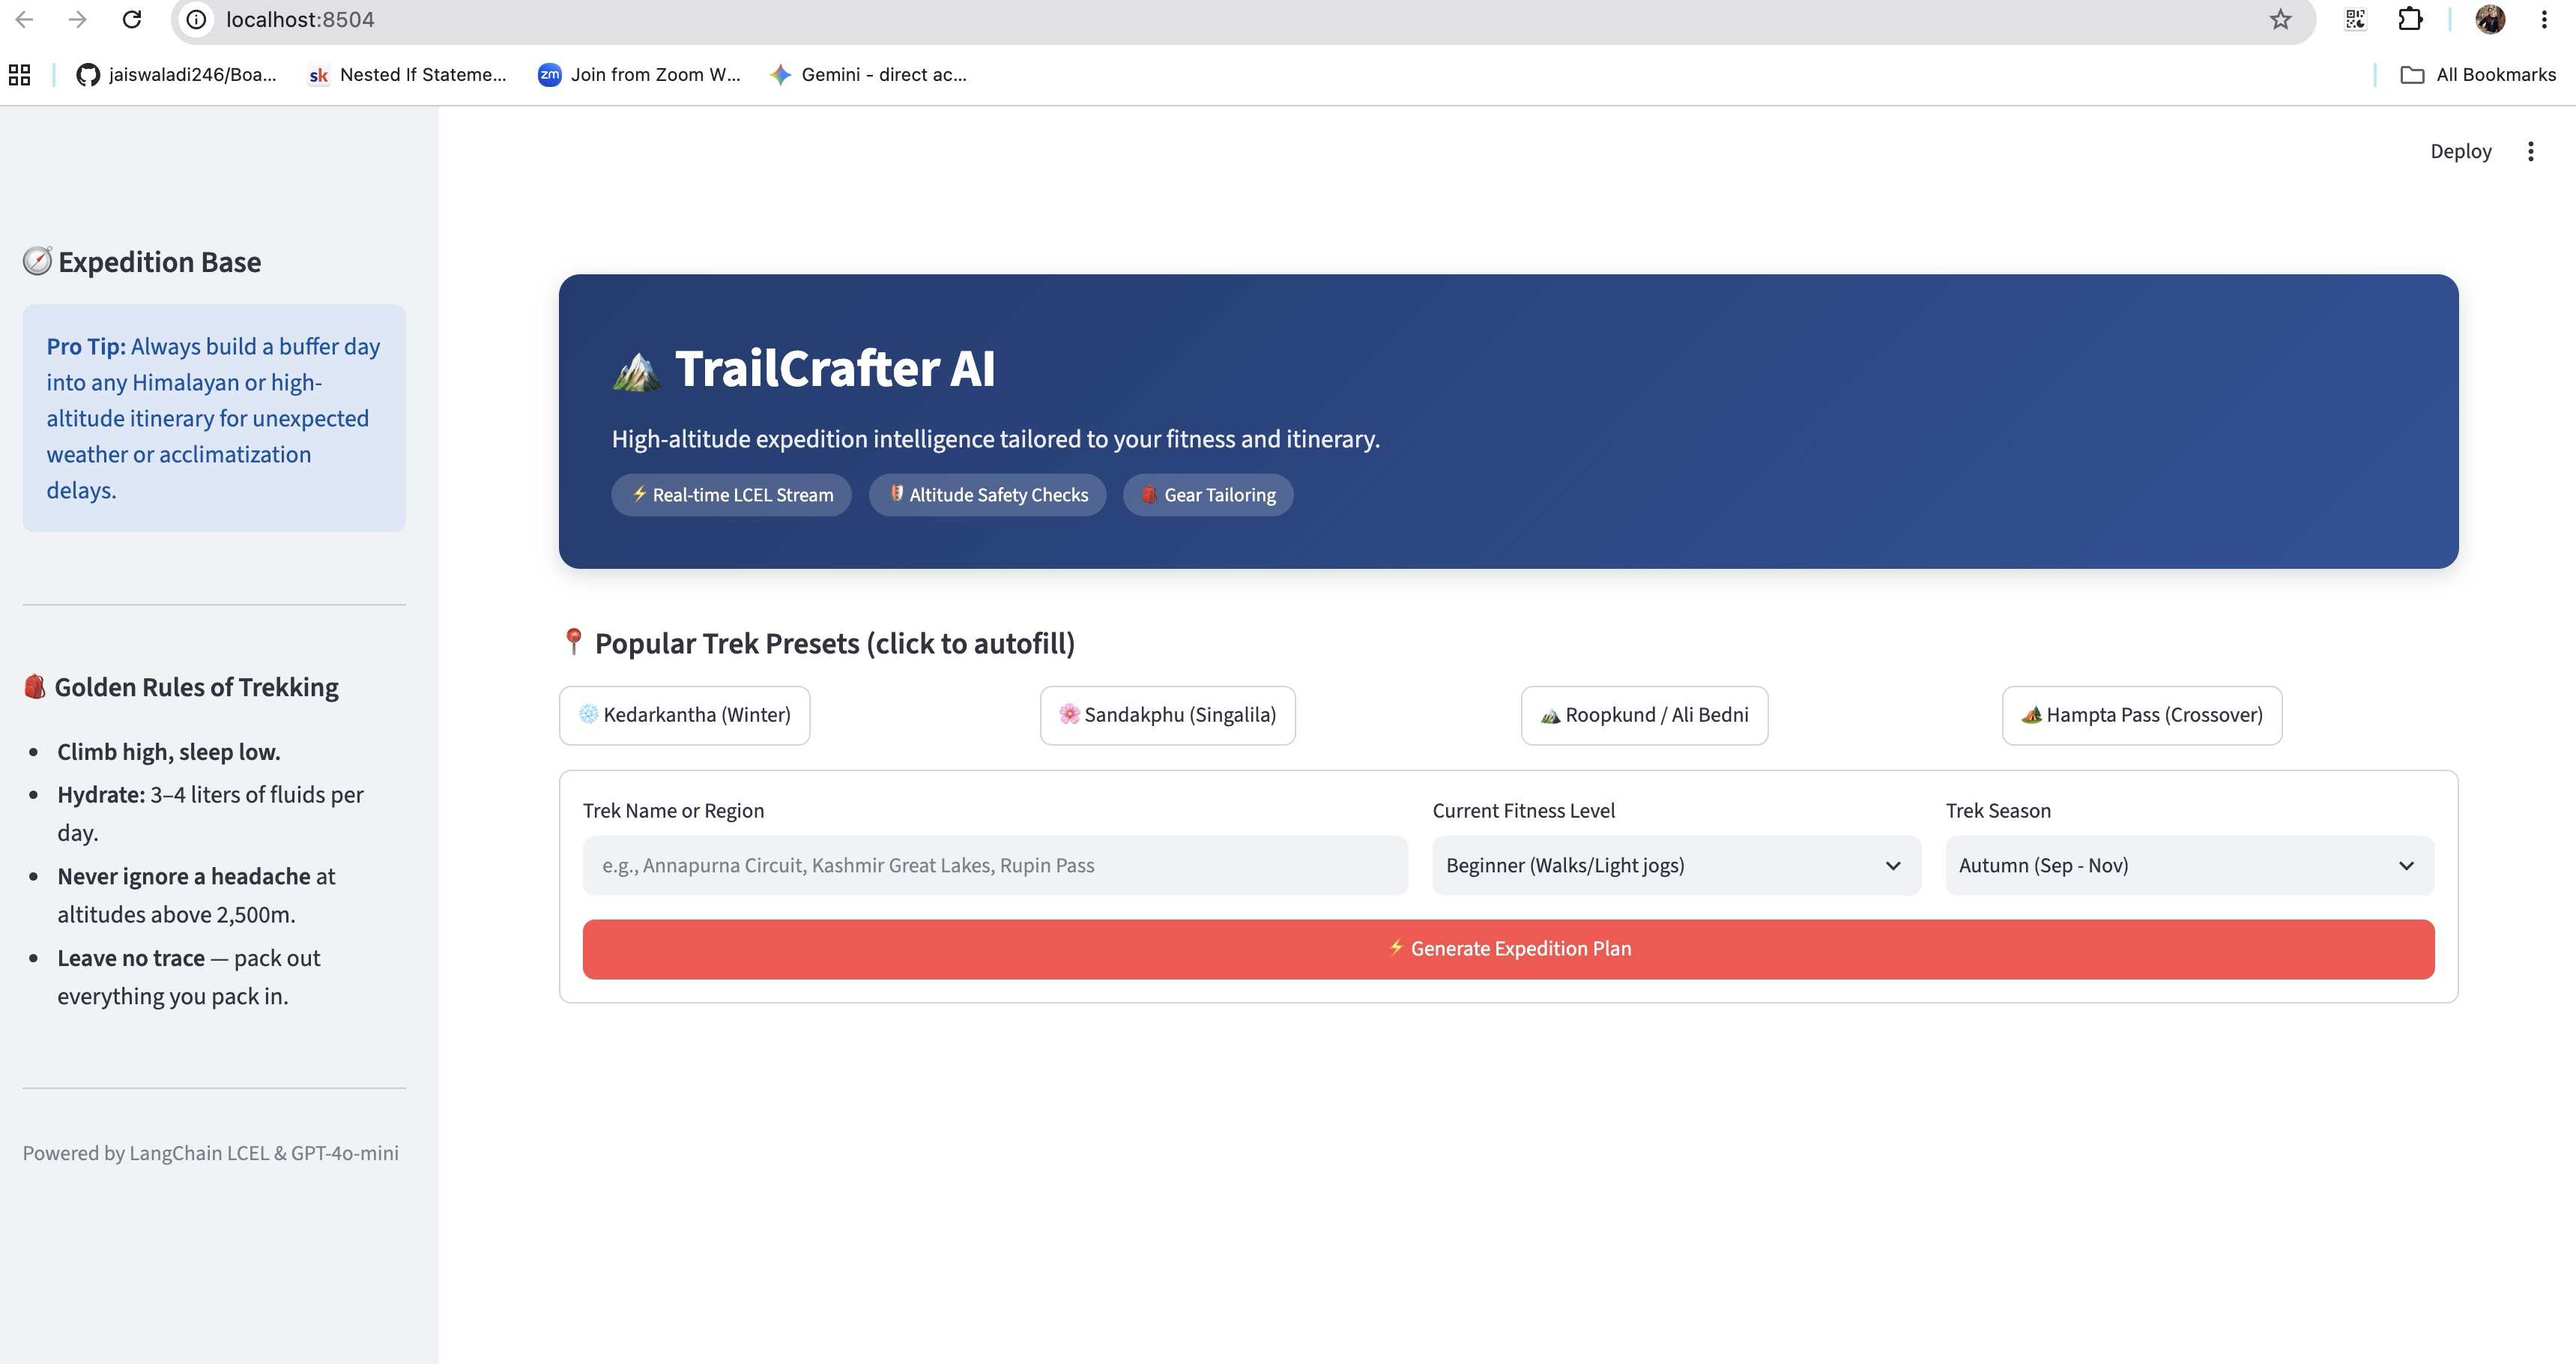 localhost:8504
jaiswaladi246/Boa...
sk Nested If Stateme...
zm Join from Zoom W...
Gemini - direct ac...
All Bookmarks
Deploy
Expedition Base
Pro Tip: Always build a buffer day
into any Himalayan or high-
altitude itinerary for unexpected
weather or acclimatization
delays.
Golden Rules of Trekking
Climb high, sleep low.
Hydrate: 3–4 liters of fluids per
day.
Never ignore a headache at
altitudes above 2,500m.
Leave no trace — pack out
everything you pack in.
Powered by LangChain LCEL & GPT-4o-mini
TrailCrafter AI
High-altitude expedition intelligence tailored to your fitness and itinerary.
⚡ Real-time LCEL Stream
Altitude Safety Checks
🎒 Gear Tailoring
📍 Popular Trek Presets (click to autofill)
❄️ Kedarkantha (Winter)
🌸 Sandakphu (Singalila)
Roopkund / Ali Bedni
Hampta Pass (Crossover)
Trek Name or Region
Current Fitness Level
Trek Season
e.g., Annapurna Circuit, Kashmir Great Lakes, Rupin Pass
Beginner (Walks/Light jogs)
Autumn (Sep - Nov)
⚡ Generate Expedition Plan